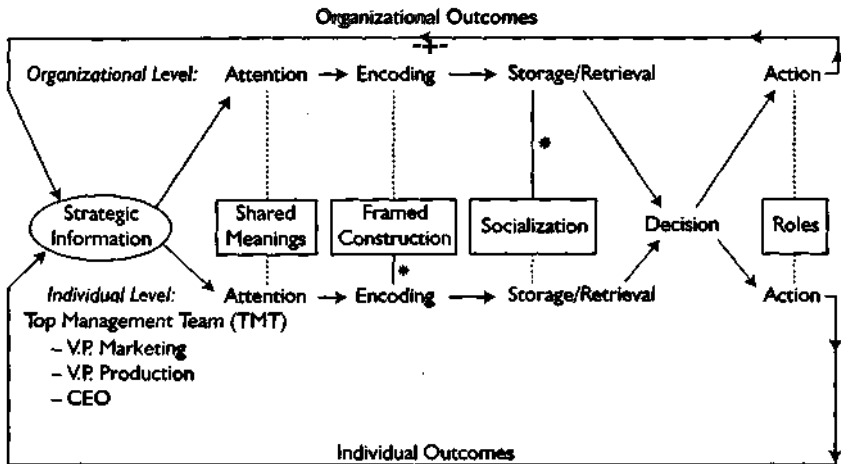 Organizational Outcomes
Organizational Level: Attention Encoding Storage/Retrieval Action
*
Strategic Information
Shared Meanings
Framed Construction
Socialization
Decision
Roles
*
Individual Level: Attention Encoding Storage/Retrieval Action
Top Management Team (TMT)
– V.P. Marketing
– V.P. Production
– CEO
Individual Outcomes